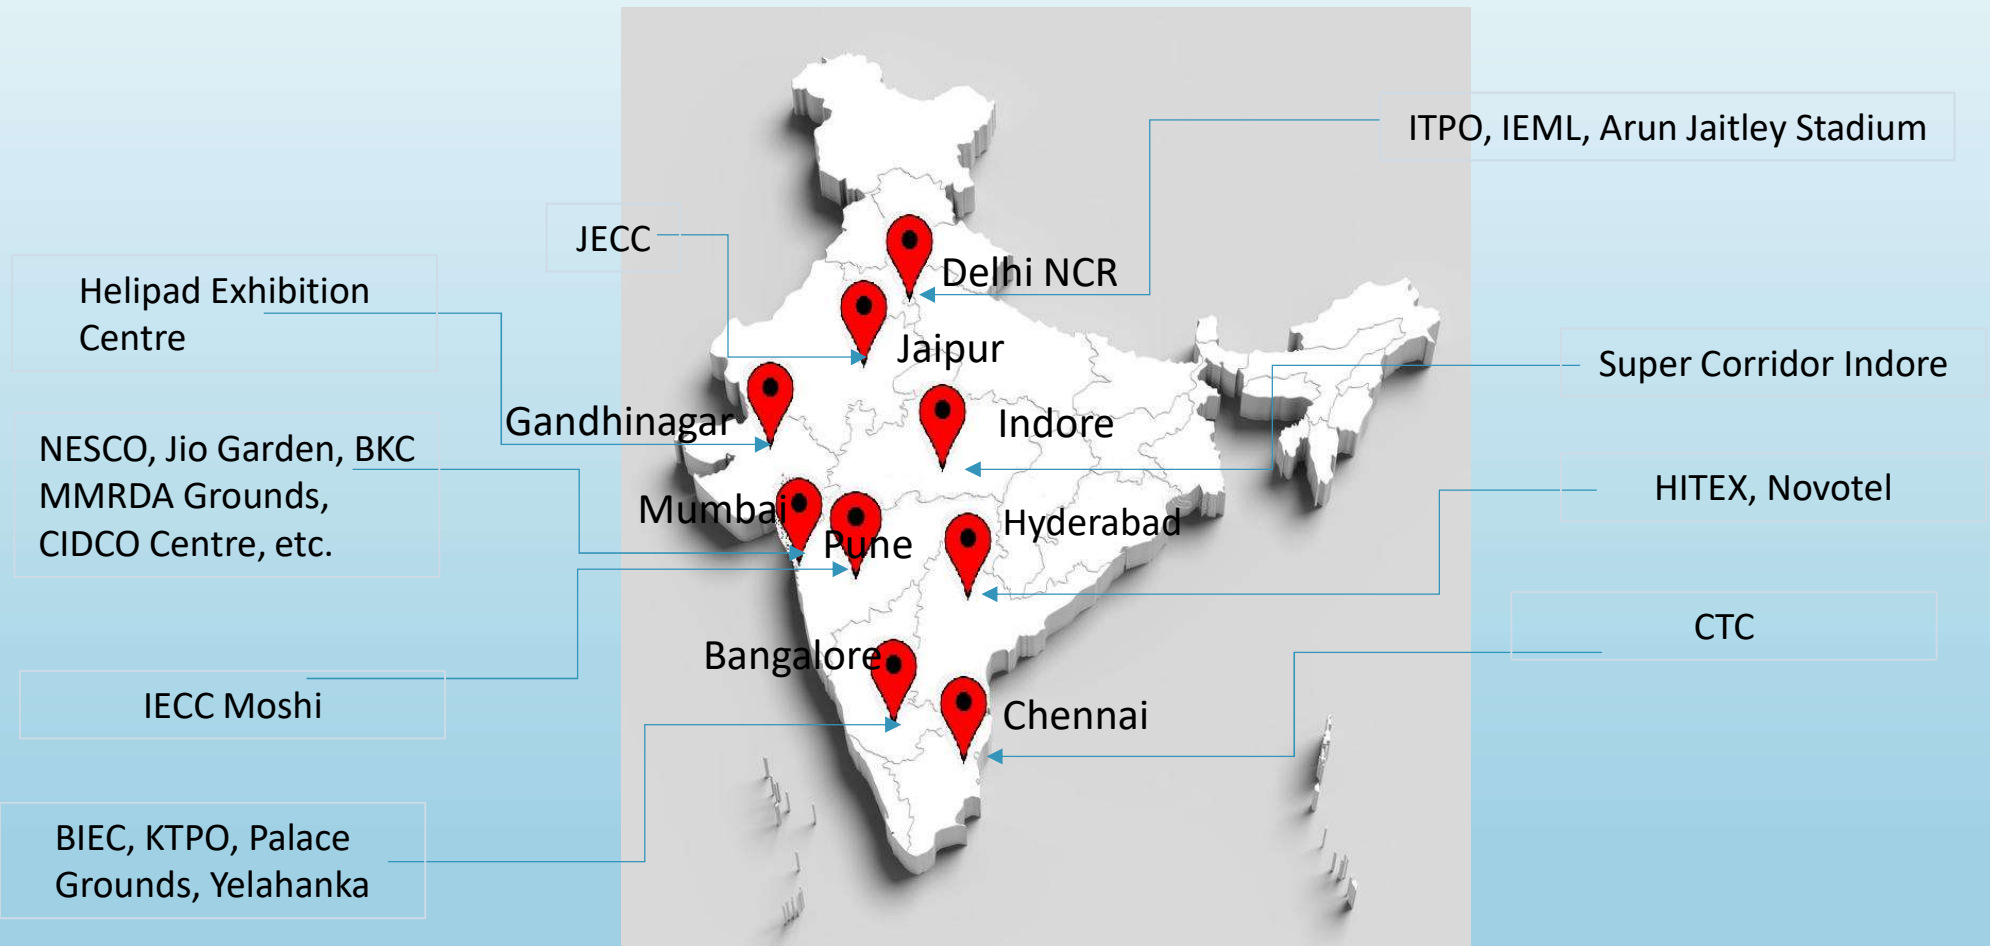 ITPO, IEML, Arun Jaitley Stadium
JECC
Delhi NCR
Helipad Exhibition
Centre
Jaipur
Super Corridor Indore
Gandhinagar
Indore
NESCO, Jio Garden, BKC
MMRDA Grounds,
CIDCO Centre, etc.
HITEX, Novotel
Mumbai
Hyderabad
Pune
CTC
Bangalore
IECC Moshi
Chennai
BIEC, KTPO, Palace
Grounds, Yelahanka